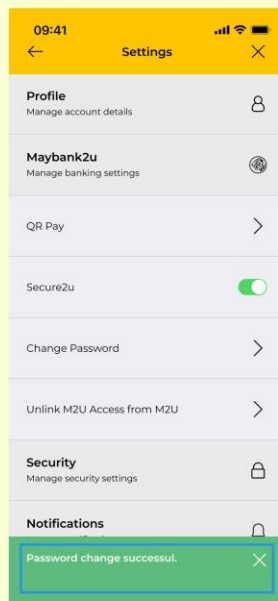 09:41
Settings
Profile
Manage account details
Maybank2u
Manage banking settings
QR Pay
Secure2u
Change Password
Unlink M2U Access from M2U
Security
Manage security settings
Notifications
Password change successul.